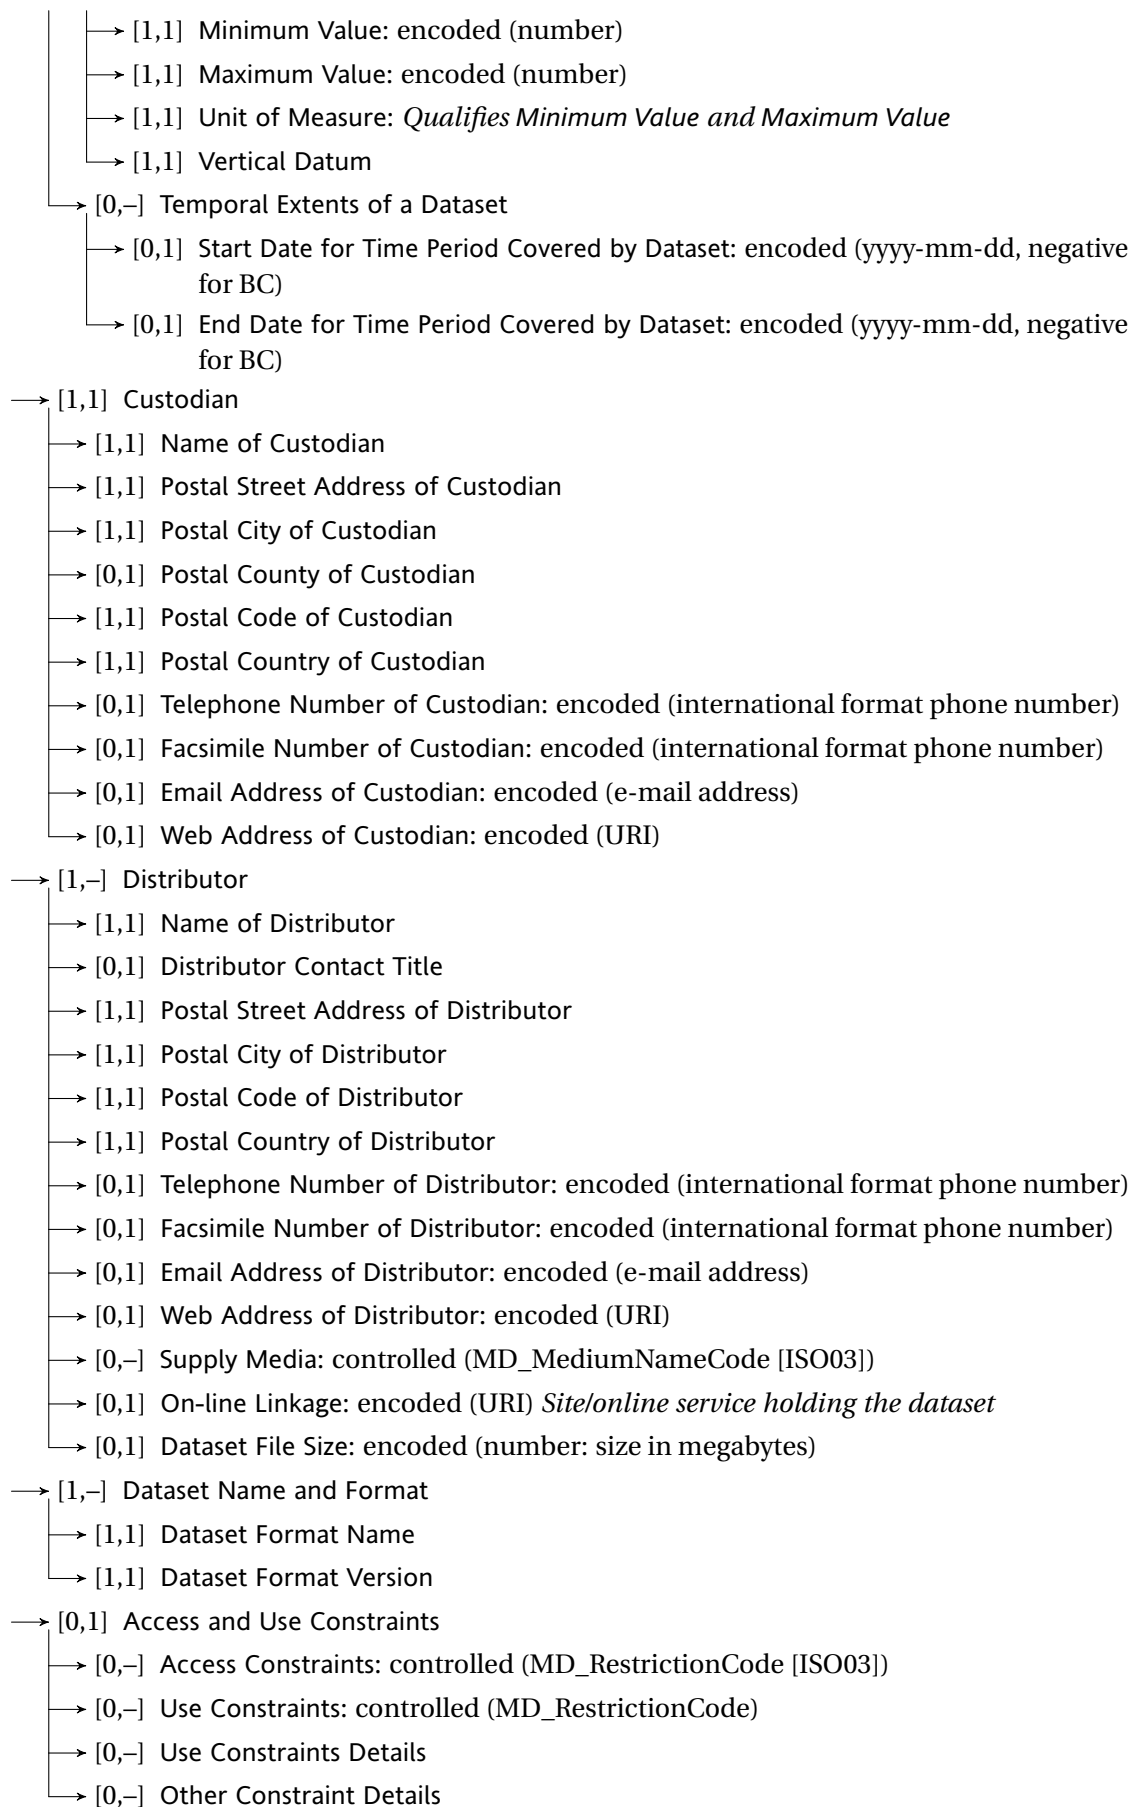 [1,1] Minimum Value: encoded (number)
[1,1] Maximum Value: encoded (number)
[1,1] Unit of Measure: Qualifies Minimum Value and Maximum Value
[1,1] Vertical Datum
[0,–] Temporal Extents of a Dataset
[0,1] Start Date for Time Period Covered by Dataset: encoded (yyyy-mm-dd, negative
for BC)
[0,1] End Date for Time Period Covered by Dataset: encoded (yyyy-mm-dd, negative
for BC)
[1,1] Custodian
[1,1] Name of Custodian
[1,1] Postal Street Address of Custodian
[1,1] Postal City of Custodian
[0,1] Postal County of Custodian
[1,1] Postal Code of Custodian
[1,1] Postal Country of Custodian
[0,1] Telephone Number of Custodian: encoded (international format phone number)
[0,1] Facsimile Number of Custodian: encoded (international format phone number)
[0,1] Email Address of Custodian: encoded (e-mail address)
[0,1] Web Address of Custodian: encoded (URI)
[1,–] Distributor
[1,1] Name of Distributor
[0,1] Distributor Contact Title
[1,1] Postal Street Address of Distributor
[1,1] Postal City of Distributor
[1,1] Postal Code of Distributor
[1,1] Postal Country of Distributor
[0,1] Telephone Number of Distributor: encoded (international format phone number)
[0,1] Facsimile Number of Distributor: encoded (international format phone number)
[0,1] Email Address of Distributor: encoded (e-mail address)
[0,1] Web Address of Distributor: encoded (URI)
[0,–] Supply Media: controlled (MD_MediumNameCode [ISO03])
[0,1] On-line Linkage: encoded (URI) Site/online service holding the dataset
[0,1] Dataset File Size: encoded (number: size in megabytes)
[1,–] Dataset Name and Format
[1,1] Dataset Format Name
[1,1] Dataset Format Version
[0,1] Access and Use Constraints
[0,–] Access Constraints: controlled (MD_RestrictionCode [ISO03])
[0,–] Use Constraints: controlled (MD_RestrictionCode)
[0,–] Use Constraints Details
[0,–] Other Constraint Details